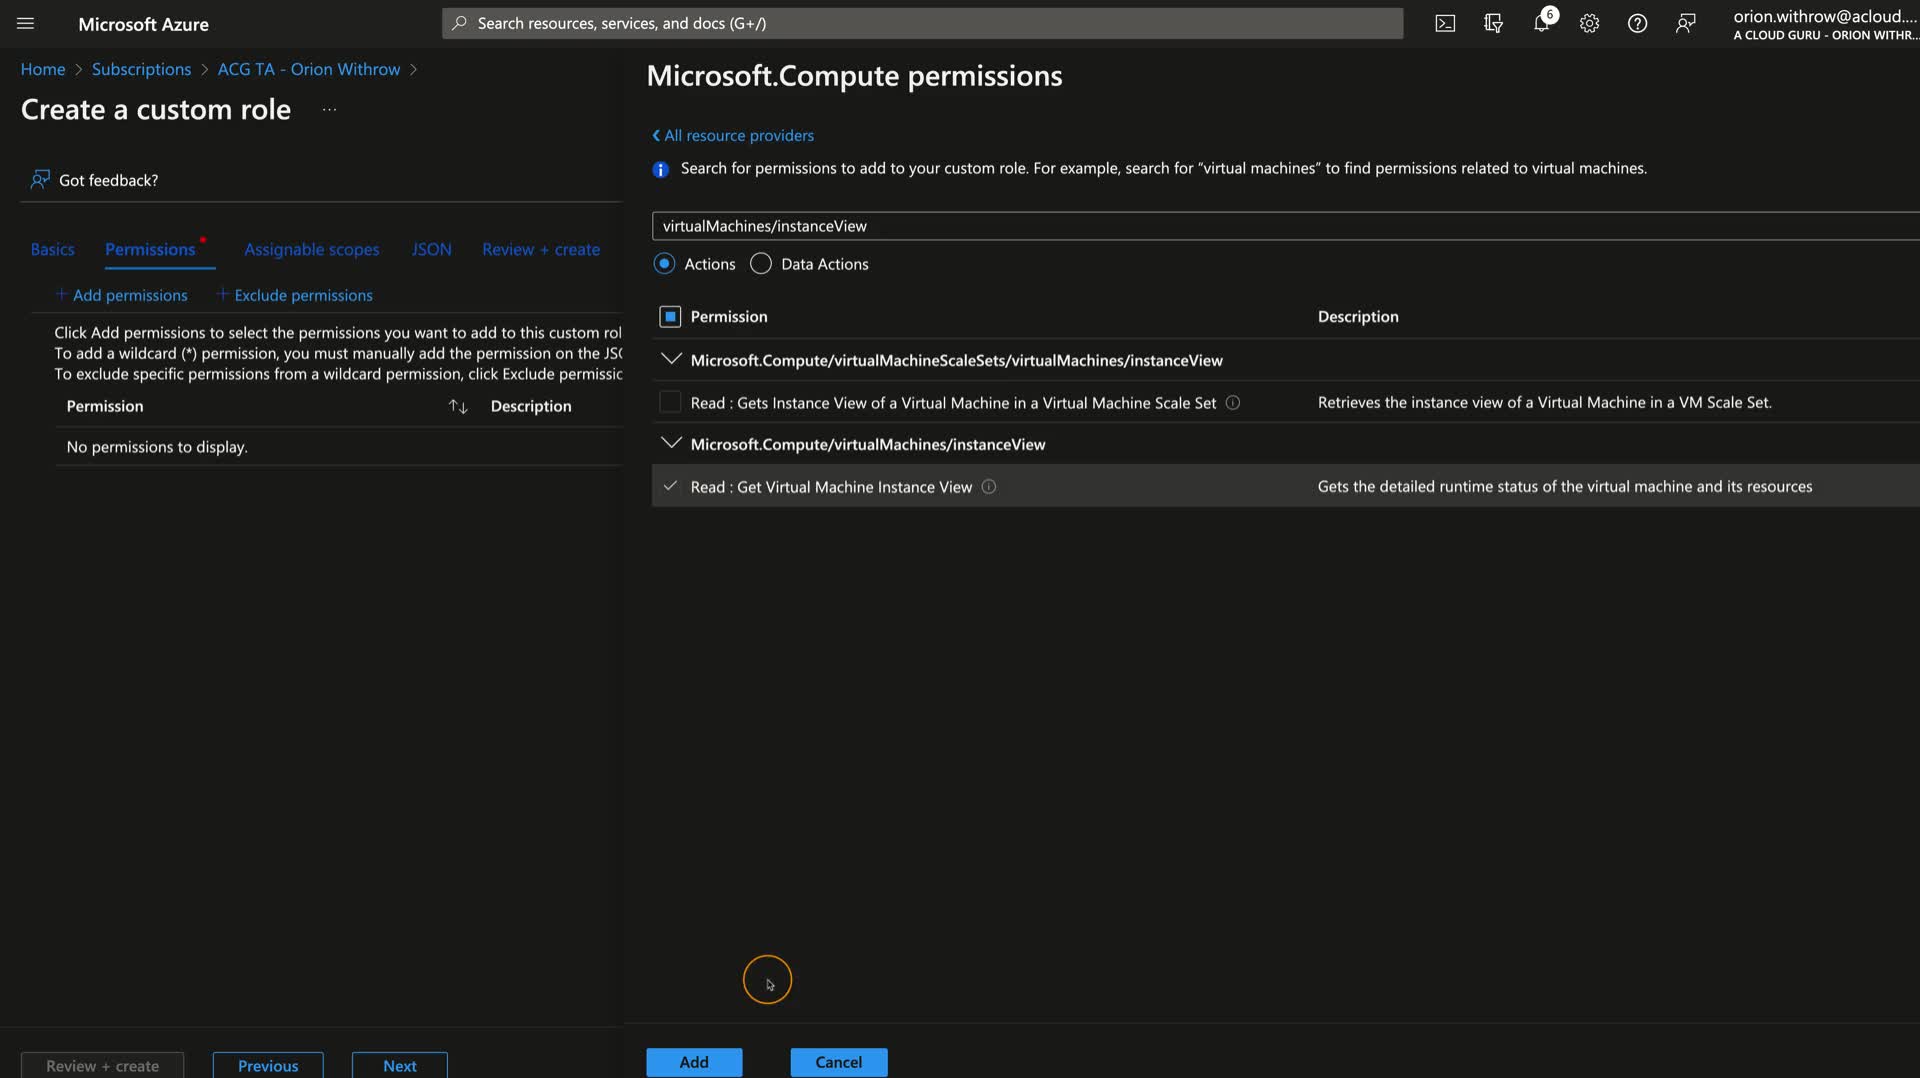 Microsoft Azure
Search resources, services, and docs (G+/)
6
orion.withrow@acloud....
A CLOUD GURU - ORION WITHR...
Home > Subscriptions > ACG TA - Orion Withrow >
Create a custom role ...
Got feedback?
Basics Permissions * Assignable scopes JSON Review + create
+ Add permissions + Exclude permissions
Click Add permissions to select the permissions you want to add to this custom rol
To add a wildcard (*) permission, you must manually add the permission on the JSO
To exclude specific permissions from a wildcard permission, click Exclude permissic
Permission ↑↓ Description
No permissions to display.
Review + create Previous Next
Microsoft.Compute permissions
All resource providers
Search for permissions to add to your custom role. For example, search for “virtual machines” to find permissions related to virtual machines.
virtualMachines/instanceView
Actions Data Actions
Permission Description
Microsoft.Compute/virtualMachineScaleSets/virtualMachines/instanceView
Read : Gets Instance View of a Virtual Machine in a Virtual Machine Scale Set Retrieves the instance view of a Virtual Machine in a VM Scale Set.
Microsoft.Compute/virtualMachines/instanceView
Read : Get Virtual Machine Instance View Gets the detailed runtime status of the virtual machine and its resources
Add Cancel